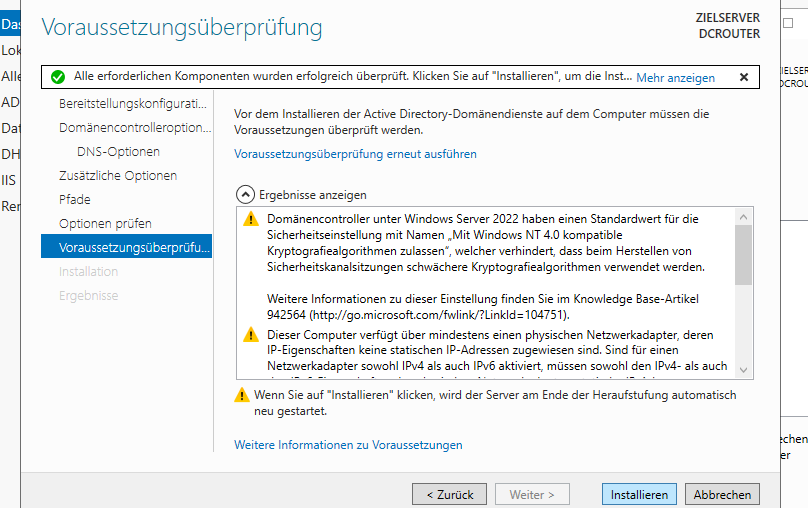 Voraussetzungsüberprüfung
ZIELSERVER
DCROUTER
Alle erforderlichen Komponenten wurden erfolgreich überprüft. Klicken Sie auf "Installieren", um die Inst...
Mehr anzeigen
Das
Lok
Alle
AD
Dat
DH
IIS
Rem
Bereitstellungskonfigurati...
Domänencontrolleroption...
DNS-Optionen
Zusätzliche Optionen
Pfade
Optionen prüfen
Voraussetzungsüberprüfu...
Installation
Ergebnisse
Vor dem Installieren der Active Directory-Domänendienste auf dem Computer müssen die
Voraussetzungen überprüft werden.
Voraussetzungsüberprüfung erneut ausführen
Ergebnisse anzeigen
Domänencontroller unter Windows Server 2022 haben einen Standardwert für die
Sicherheitseinstellung mit Namen „Mit Windows NT 4.0 kompatible
Kryptografiealgorithmen zulassen“, welcher verhindert, dass beim Herstellen von
Sicherheitskanalsitzungen schwächere Kryptografiealgorithmen verwendet werden.
Weitere Informationen zu dieser Einstellung finden Sie im Knowledge Base-Artikel
942564 (http://go.microsoft.com/fwlink/?LinkId=104751).
Dieser Computer verfügt über mindestens einen physischen Netzwerkadapter, deren
IP-Eigenschaften keine statischen IP-Adressen zugewiesen sind. Sind für einen
Netzwerkadapter sowohl IPv4 als auch IPv6 aktiviert, müssen sowohl den IPv4- als auch
Wenn Sie auf "Installieren" klicken, wird der Server am Ende der Heraufstufung automatisch
neu gestartet.
Weitere Informationen zu Voraussetzungen
< Zurück
Weiter >
Installieren
Abbrechen